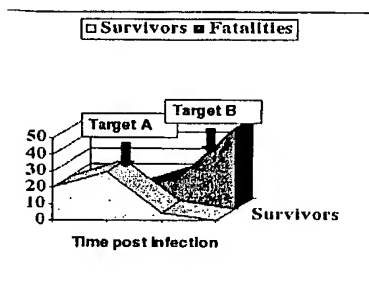 Survivors Fatalities
Target B
Target A
50
40
30
20
10
0
Survivors
Time post infection